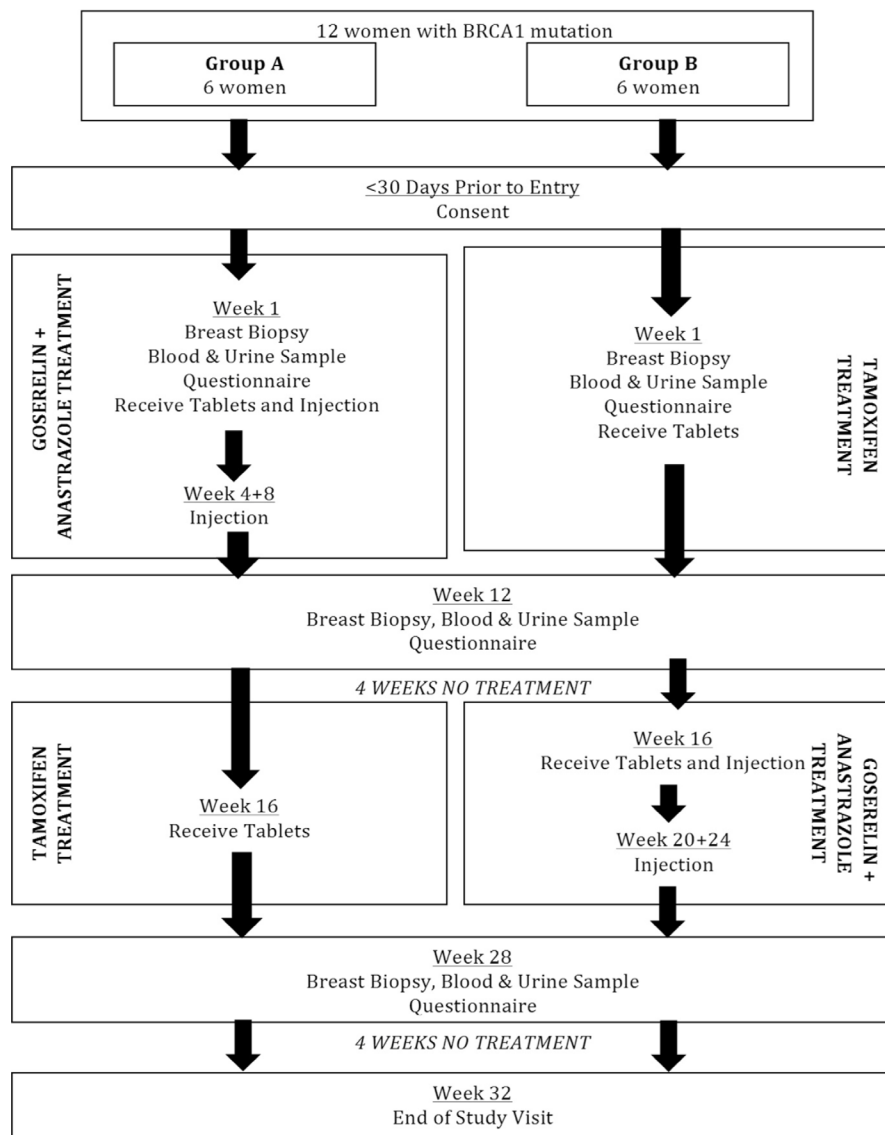 12 women with BRCA1 mutation
Group A
6 women
Group B
6 women
<30 Days Prior to Entry
Consent
GOSERELIN +
ANASTRAZOLE TREATMENT
Week 1
Breast Biopsy
Blood & Urine Sample
Questionnaire
Receive Tablets and Injection
Week 4+8
Injection
Week 1
Breast Biopsy
Blood & Urine Sample
Questionnaire
Receive Tablets
TAMOXIFEN
TREATMENT
Week 12
Breast Biopsy, Blood & Urine Sample
Questionnaire
4 WEEKS NO TREATMENT
TAMOXIFEN
TREATMENT
Week 16
Receive Tablets
Week 16
Receive Tablets and Injection
Week 20+24
Injection
GOSERELIN +
ANASTRAZOLE
TREATMENT
Week 28
Breast Biopsy, Blood & Urine Sample
Questionnaire
4 WEEKS NO TREATMENT
Week 32
End of Study Visit